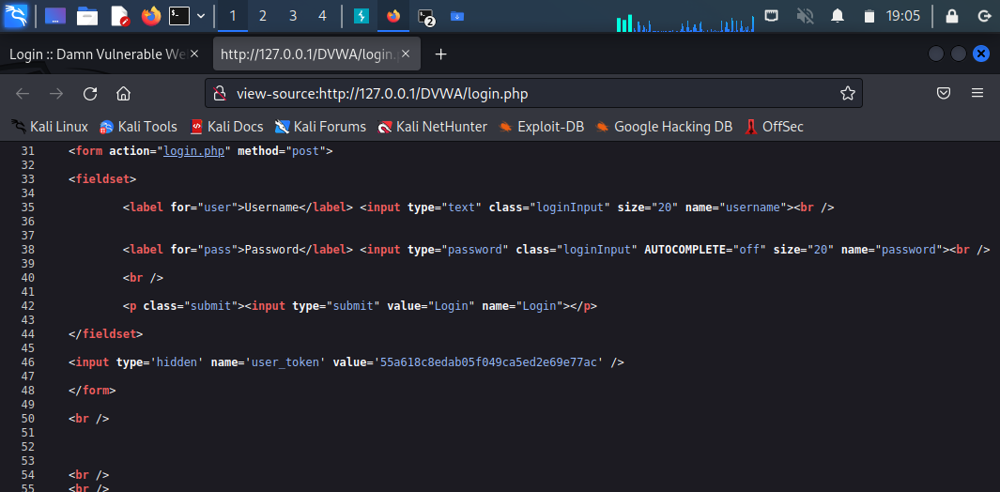 1 2 3 4 2 19:05
Login :: Damn Vulnerable We × http://127.0.0.1/DVWA/login. × +
view-source:http://127.0.0.1/DVWA/login.php
Kali Linux Kali Tools Kali Docs Kali Forums Kali NetHunter Exploit-DB Google Hacking DB OffSec
31 <form action="login.php" method="post">
32
33 <fieldset>
34
35 <label for="user">Username</label> <input type="text" class="loginInput" size="20" name="username"><br />
36
37
38 <label for="pass">Password</label> <input type="password" class="loginInput" AUTOCOMPLETE="off" size="20" name="password"><br />
39
40 <br />
41
42 <p class="submit"><input type="submit" value="Login" name="Login"></p>
43
44 </fieldset>
45
46 <input type='hidden' name='user_token' value='55a618c8edab05f049ca5ed2e69e77ac' />
47
48 </form>
49
50 <br />
51
52
53
54 <br />
55 <br />